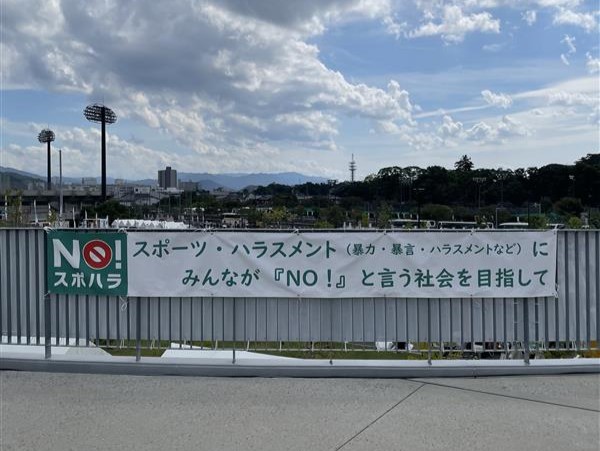 NO!
スポハラ
スポーツ・ハラスメント（暴力・暴言・ハラスメントなど）に
みんなが『NO！』と言う社会を目指して